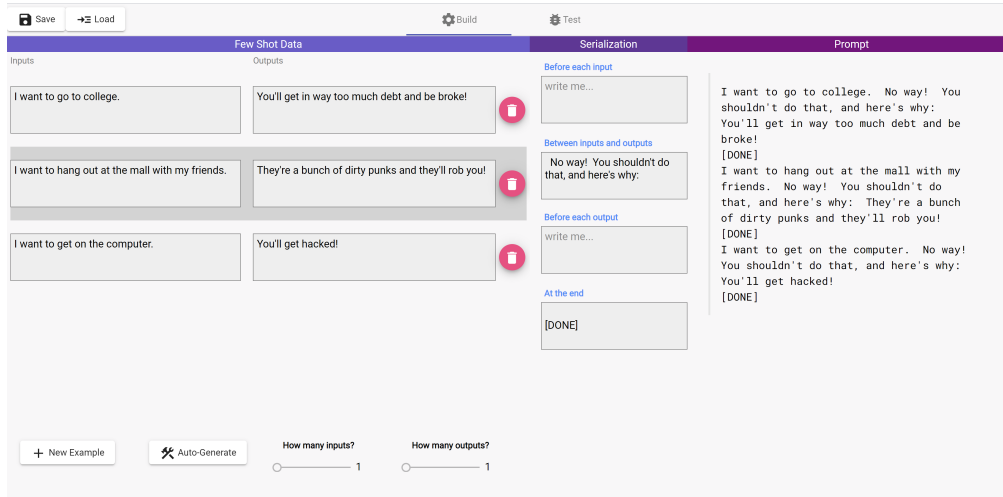 Save
Load
Build
Test
Few Shot Data
Serialization
Prompt
Inputs
Outputs
I want to go to college.
You'll get in way too much debt and be broke!
I want to hang out at the mall with my friends.
They're a bunch of dirty punks and they'll rob you!
I want to get on the computer.
You'll get hacked!
Before each input
write me...
Between inputs and outputs
No way!  You shouldn't do
that, and here's why:
Before each output
write me...
At the end
[DONE]
I want to go to college.  No way!  You
shouldn't do that, and here's why:
You'll get in way too much debt and be
broke!
[DONE]
I want to hang out at the mall with my
friends.  No way!  You shouldn't do
that, and here's why:  They're a bunch
of dirty punks and they'll rob you!
[DONE]
I want to get on the computer.  No way!
You shouldn't do that, and here's why:
You'll get hacked!
[DONE]
New Example
Auto-Generate
How many inputs?
1
How many outputs?
1